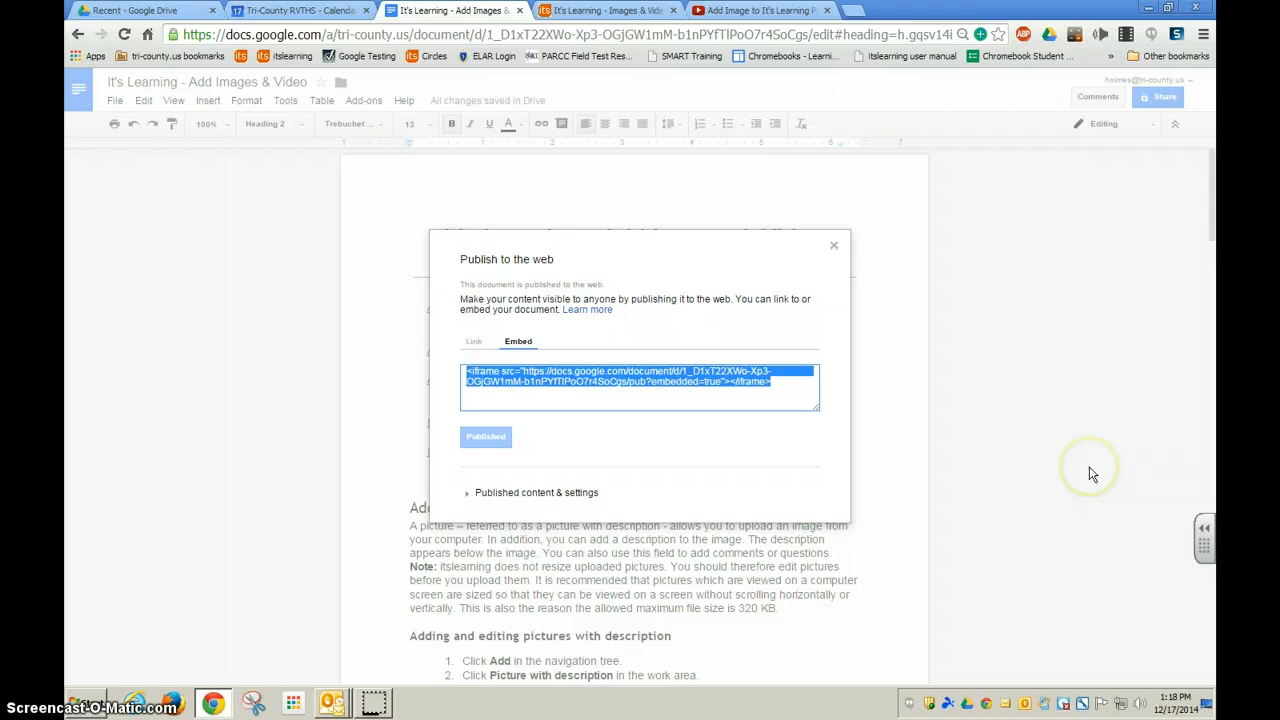 Recent - Google Drive
Tri-County RVTHS - Calenda
It's Learning - Add Images &
It's Learning - Images & Vide
Add Image to It's Learning P
https://docs.google.com/a/tri-county.us/document/d/1_D1xT22XWo-Xp3-OGjGW1mM-b1nPYfTlPoO7r4SoCgs/edit#heading=h.gqsv14i
Apps tri-county.us bookmarks itslearning Circles Google Testing ELAR Login PARCC Field Test Res... SMART Training Chromebooks - Learni... itslearning user manual Chromebook Student ... » Other bookmarks
It's Learning - Add Images & Video
holmes@tri-county.us
File Edit View Insert Format Tools Table Add-ons Help All changes saved in Drive
Comments
Share
100% Heading 2 Trebuchet ... 13 B I U A Editing
1 1 2 3 4 5 6 7
Publish to the web
This document is published to the web.
Make your content visible to anyone by publishing it to the web. You can link to or
embed your document. Learn more
Link Embed
<iframe src="https://docs.google.com/document/d/1_D1xT22XWo-Xp3-
OGjGW1mM-b1nPYfTlPoO7r4SoCgs/pub?embedded=true"></iframe>
Published
Published content & settings
A picture – referred to as a picture with description - allows you to upload an image from
your computer. In addition, you can add a description to the image. The description
appears below the image. You can also use this field to add comments or questions.
Note: itslearning does not resize uploaded pictures. You should therefore edit pictures
before you upload them. It is recommended that pictures which are viewed on a computer
screen are sized so that they can be viewed on a screen without scrolling horizontally or
vertically. This is also the reason the allowed maximum file size is 320 KB.
Adding and editing pictures with description
1. Click Add in the navigation tree.
2. Click Picture with description in the work area.
1:18 PM
12/17/2014
Screencast-O-Matic.com